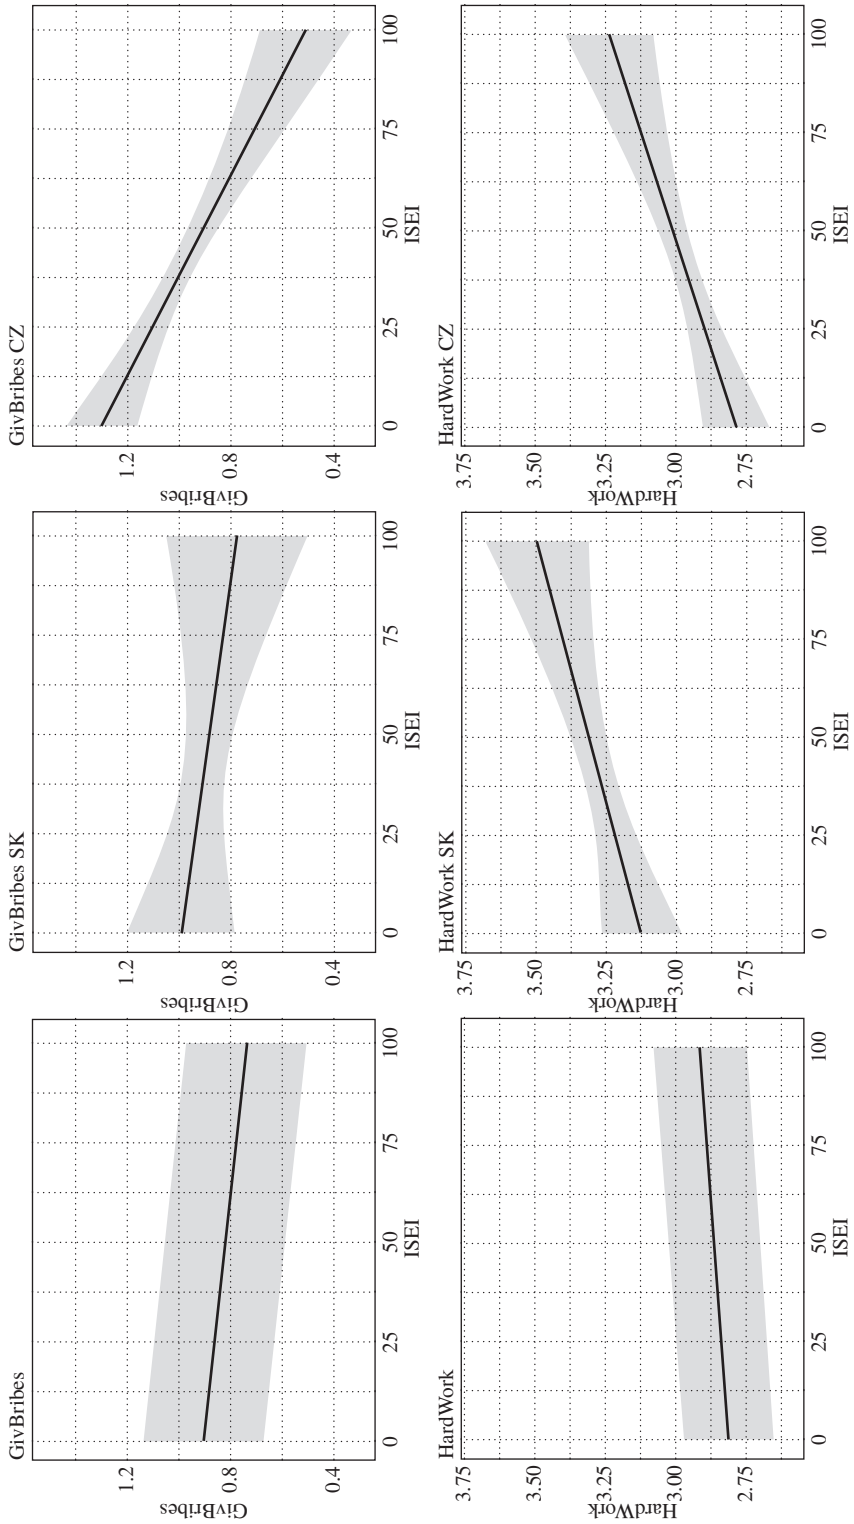 GivBribes
1.2
0.8
0.4
GivBribes
0 25 50 75 100
ISEI
GivBribes SK
1.2
0.8
0.4
GivBribes
0 25 50 75 100
ISEI
GivBribes CZ
1.2
0.8
0.4
GivBribes
0 25 50 75 100
ISEI
HardWork
3.75
3.50
3.25
3.00
2.75
HardWork
0 25 50 75 100
ISEI
HardWork SK
3.75
3.50
3.25
3.00
2.75
HardWork
0 25 50 75 100
ISEI
HardWork CZ
3.75
3.50
3.25
3.00
2.75
HardWork
0 25 50 75 100
ISEI